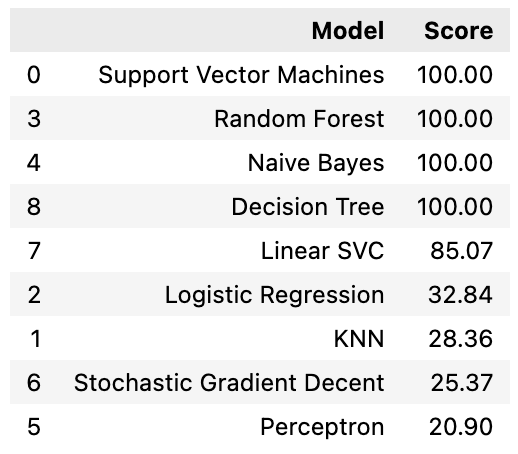 Model Score
0 Support Vector Machines 100.00
3 Random Forest 100.00
4 Naive Bayes 100.00
8 Decision Tree 100.00
7 Linear SVC 85.07
2 Logistic Regression 32.84
1 KNN 28.36
6 Stochastic Gradient Decent 25.37
5 Perceptron 20.90